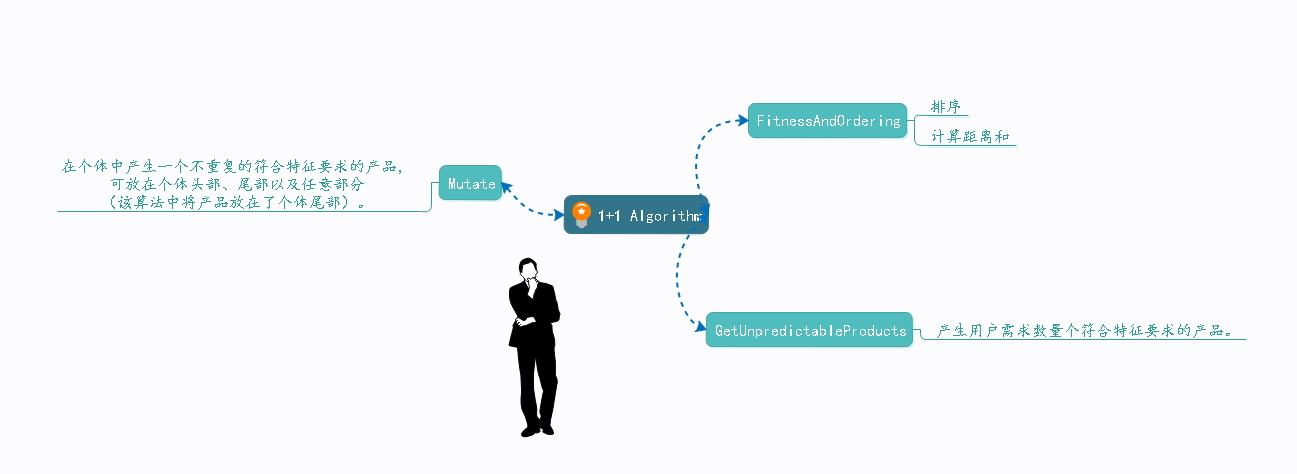 FitnessAndOrdering
排序
计算距离和
在个体中产生一个不重复的符合特征要求的产品，
可放在个体头部、尾部以及任意部分
（该算法中将产品放在了个体尾部）。
Mutate
1+1 Algorithm
GetUnpredictableProducts
产生用户需求数量个符合特征要求的产品。